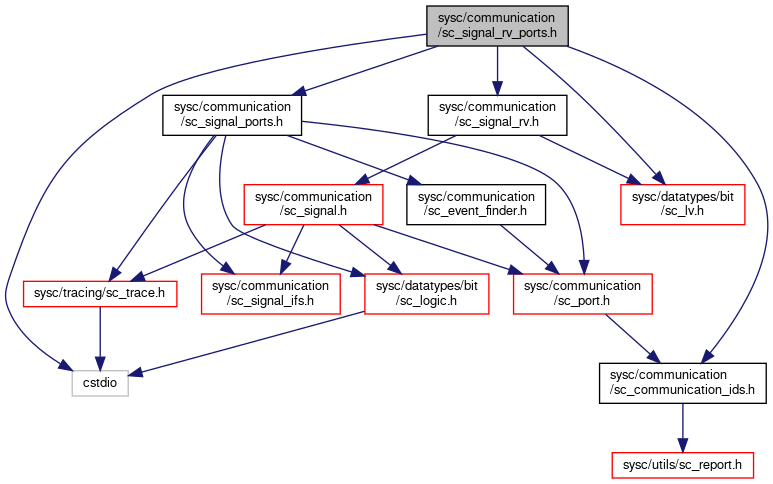 sysc/communication
/sc_signal_rv_ports.h
sysc/communication
/sc_signal_ports.h
sysc/communication
/sc_signal_rv.h
sysc/communication
/sc_signal.h
sysc/communication
/sc_event_finder.h
sysc/datatypes/bit
/sc_lv.h
sysc/tracing/sc_trace.h
sysc/communication
/sc_signal_ifs.h
sysc/datatypes/bit
/sc_logic.h
sysc/communication
/sc_port.h
cstdio
sysc/communication
/sc_communication_ids.h
sysc/utils/sc_report.h